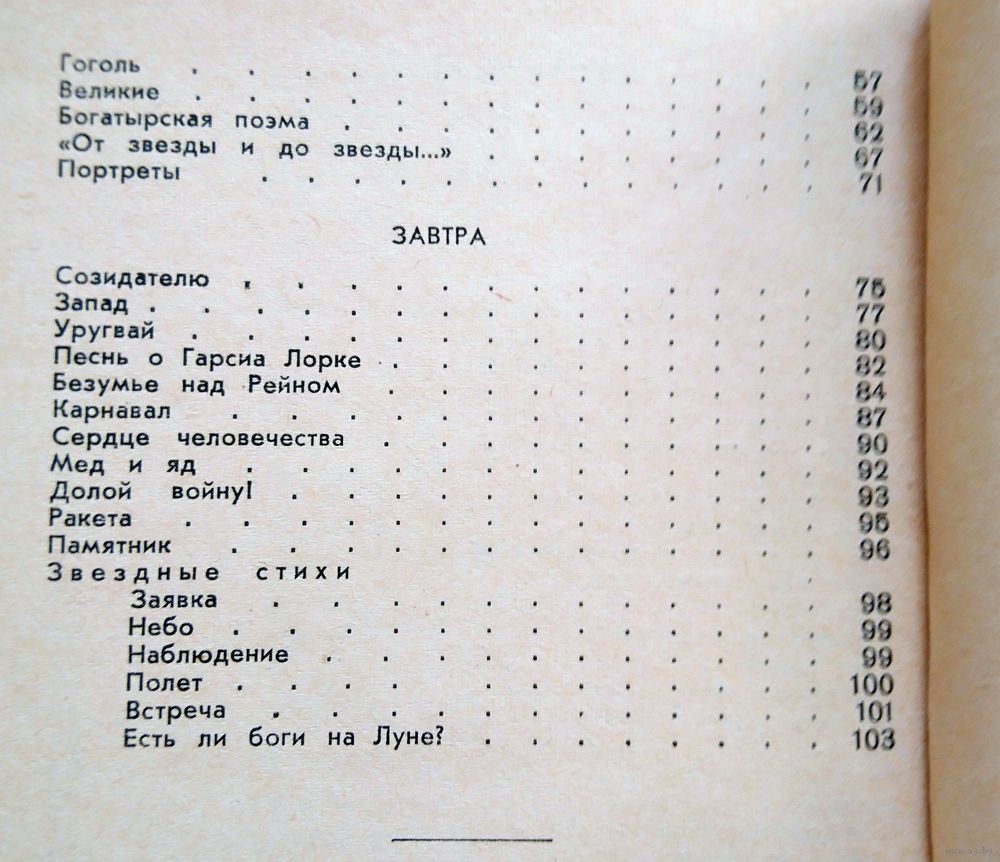 Гоголь . . . . . . . . . . . . . 57
Великие . . . . . . . . . . . . . 59
Богатырская поэма . . . . . . . . . . 62
«От звезды и до звезды...» . . . . . . . . 67
Портреты . . . . . . . . . . . . 71
ЗАВТРА
Созидателю . . . . . . . . . . . . 75
Запад . . . . . . . . . . . . . . 77
Уругвай . . . . . . . . . . . . . 80
Песнь о Гарсиа Лорке . . . . . . . . . . 82
Безумье над Рейном . . . . . . . . . . 84
Карнавал . . . . . . . . . . . . 87
Сердце человечества . . . . . . . . . . 90
Мед и яд . . . . . . . . . . . . 92
Долой войну! . . . . . . . . . . . 93
Ракета . . . . . . . . . . . . . 95
Памятник . . . . . . . . . . . . 96
Звездные стихи
Заявка . . . . . . . . . . . . 98
Небо . . . . . . . . . . . . 99
Наблюдение . . . . . . . . . . . 99
Полет . . . . . . . . . . . . 100
Встреча . . . . . . . . . . . . 101
Есть ли боги на Луне? . . . . . . . . 103
www.ay.by